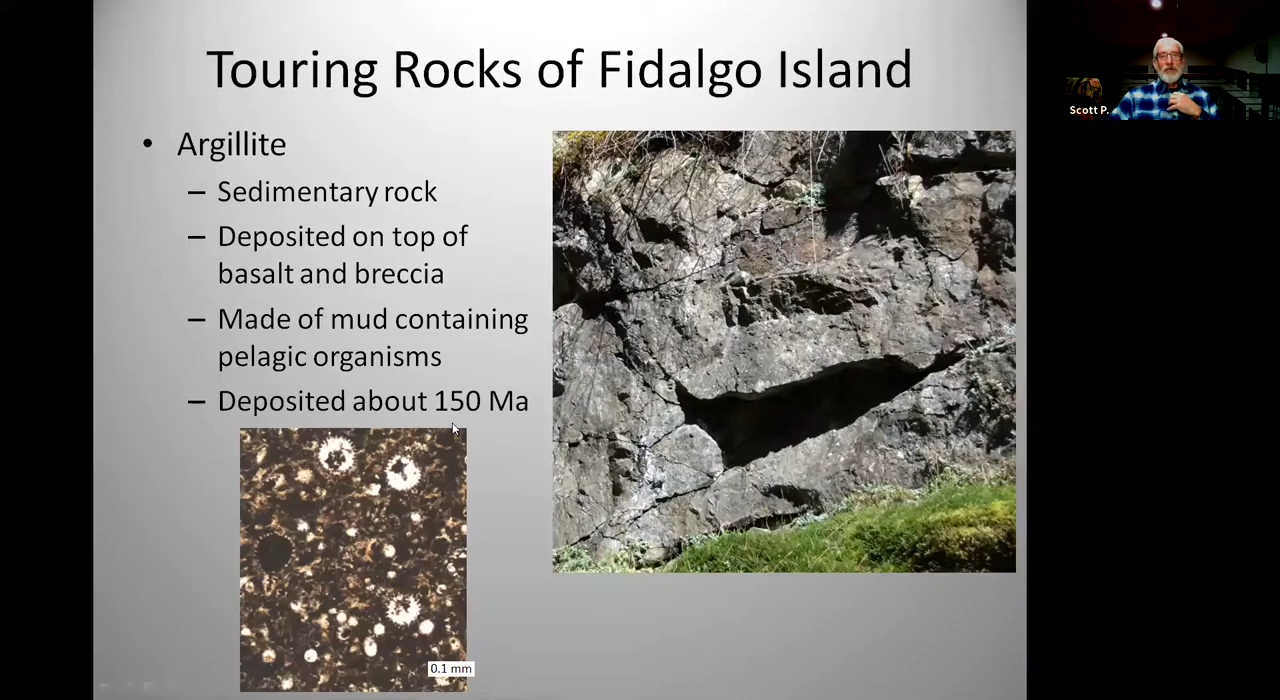 Touring Rocks of Fidalgo Island
• Argillite
– Sedimentary rock
– Deposited on top of
basalt and breccia
– Made of mud containing
pelagic organisms
– Deposited about 150 Ma
0.1 mm
Scott P.